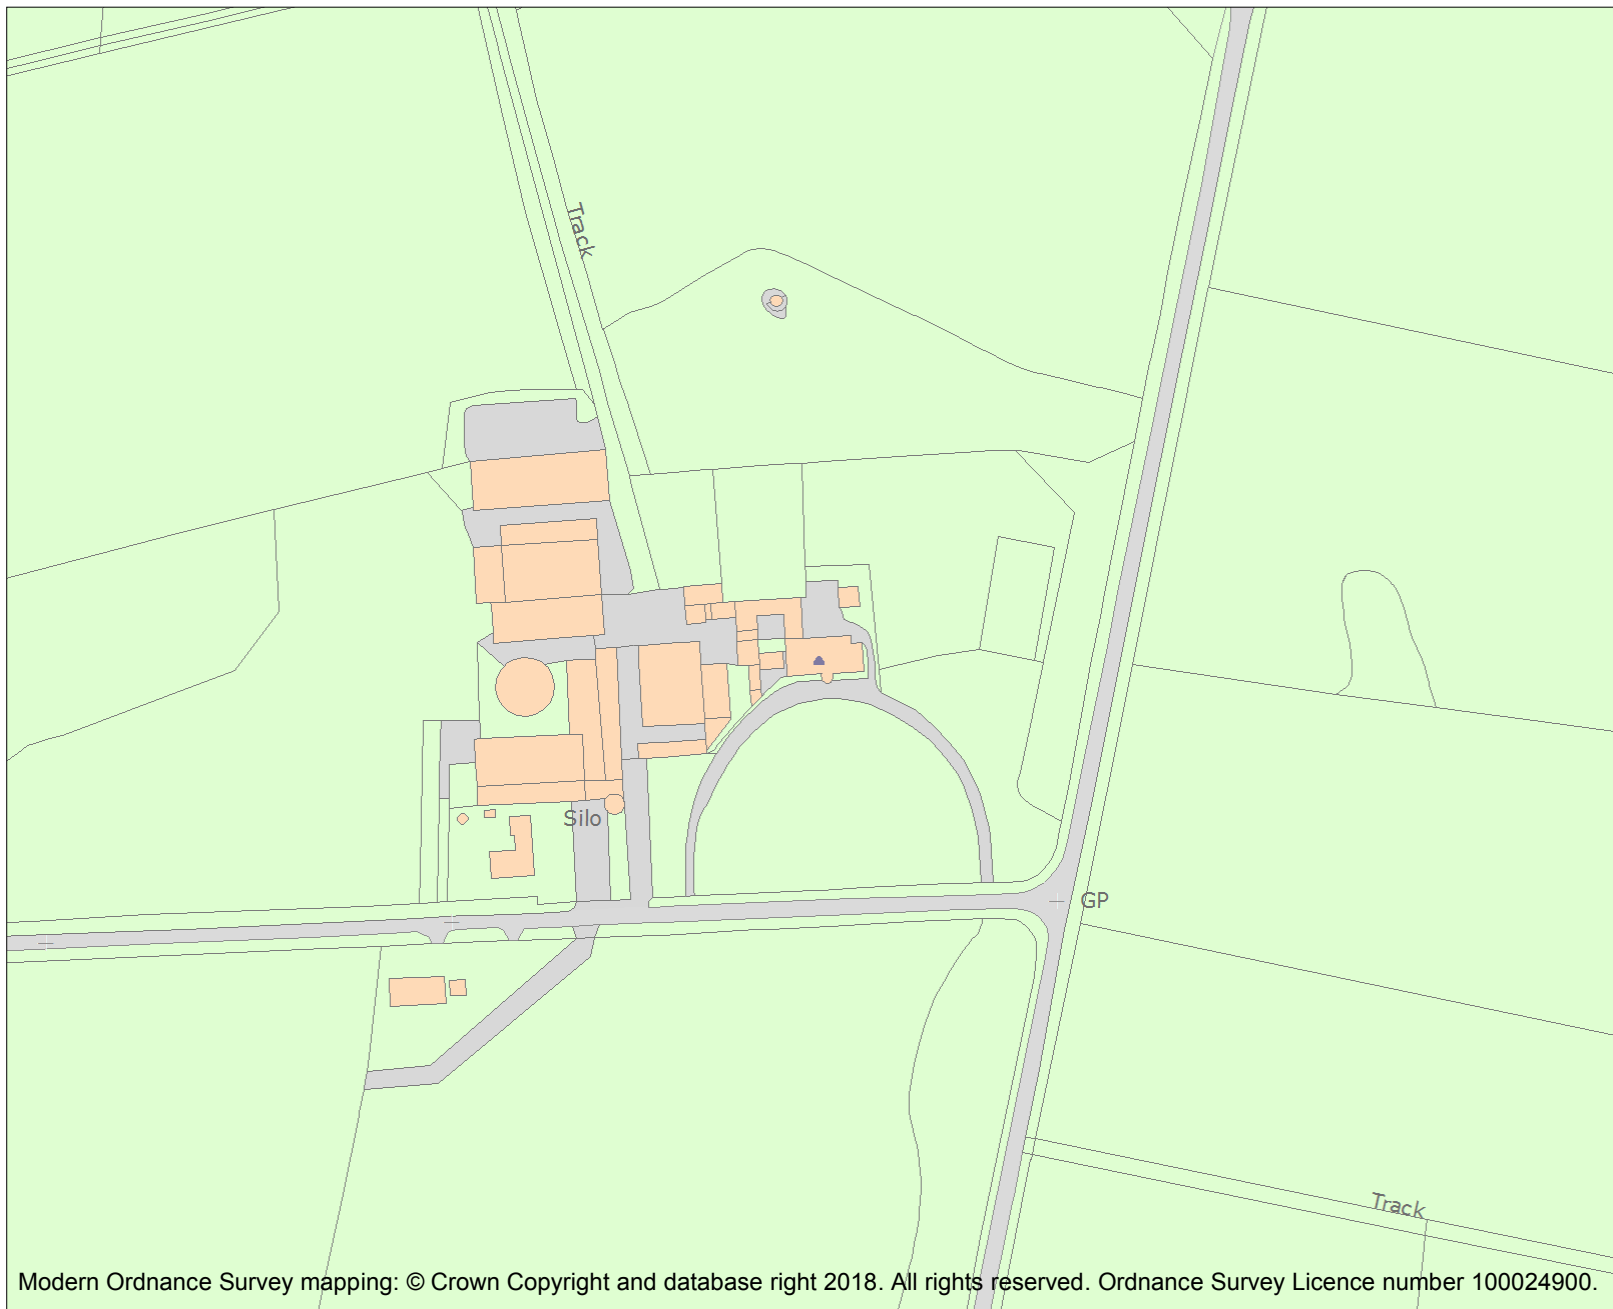 Track
Silo
GP
Track
Modern Ordnance Survey mapping: © Crown Copyright and database right 2018. All rights reserved. Ordnance Survey Licence number 100024900.